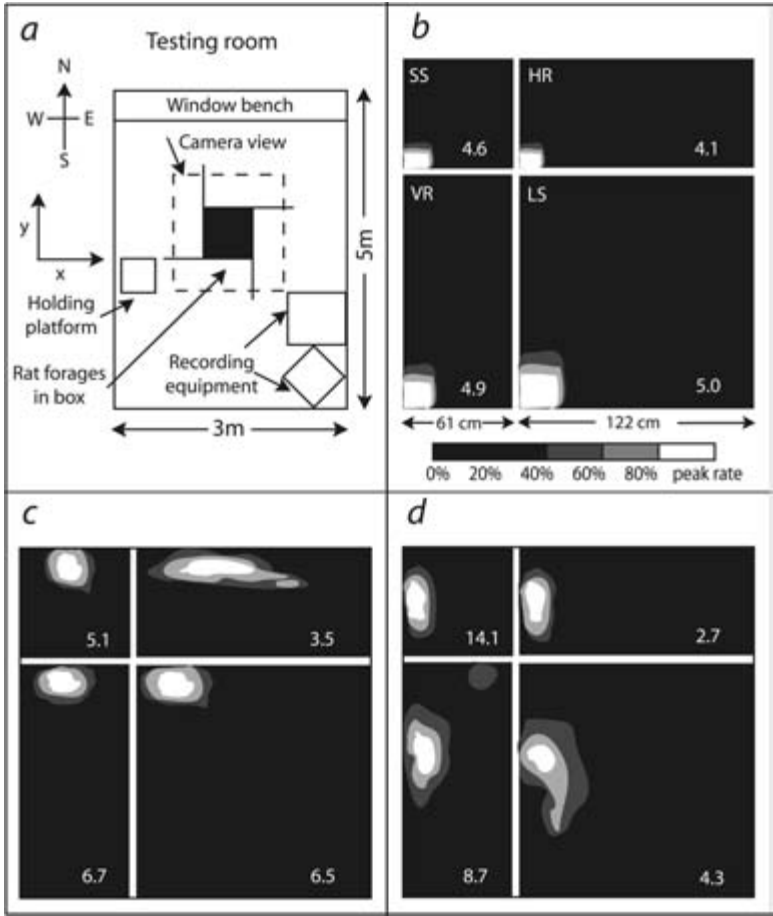 a
Testing room
N
W E
S
y
x
Window bench
Camera view
5m
Holding
platform
Rat forages
in box
Recording
equipment
3m
b
SS
4.6
HR
4.1
VR
4.9
LS
5.0
61 cm
122 cm
0% 20% 40% 60% 80% peak rate
c
5.1
3.5
6.7
6.5
d
14.1
2.7
8.7
4.3